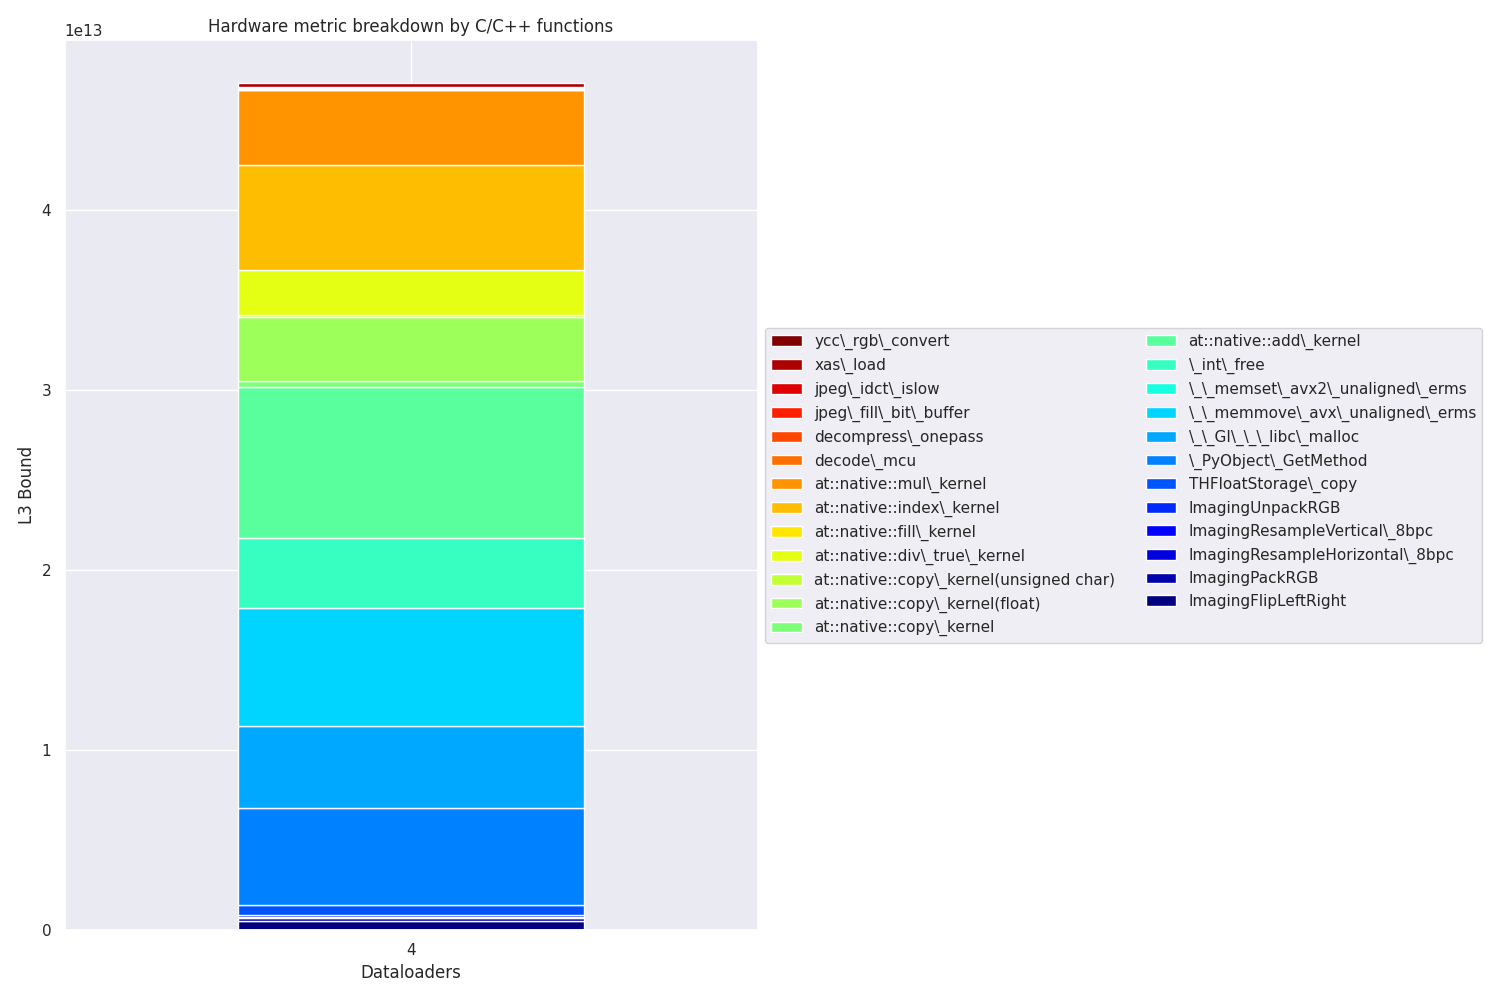 Hardware metric breakdown by C/C++ functions
1e13
4
3
2
1
0
L3 Bound
4
Dataloaders
ycc\_rgb\_convert
xas\_load
jpeg\_idct\_islow
jpeg\_fill\_bit\_buffer
decompress\_onepass
decode\_mcu
at::native::mul\_kernel
at::native::index\_kernel
at::native::fill\_kernel
at::native::div\_true\_kernel
at::native::copy\_kernel(unsigned char)
at::native::copy\_kernel(float)
at::native::copy\_kernel
at::native::add\_kernel
\_int\_free
\_\_memset\_avx2\_unaligned\_erms
\_\_memmove\_avx\_unaligned\_erms
\_\_GI\_\_\_libc\_malloc
\_PyObject\_GetMethod
THFloatStorage\_copy
ImagingUnpackRGB
ImagingResampleVertical\_8bpc
ImagingResampleHorizontal\_8bpc
ImagingPackRGB
ImagingFlipLeftRight